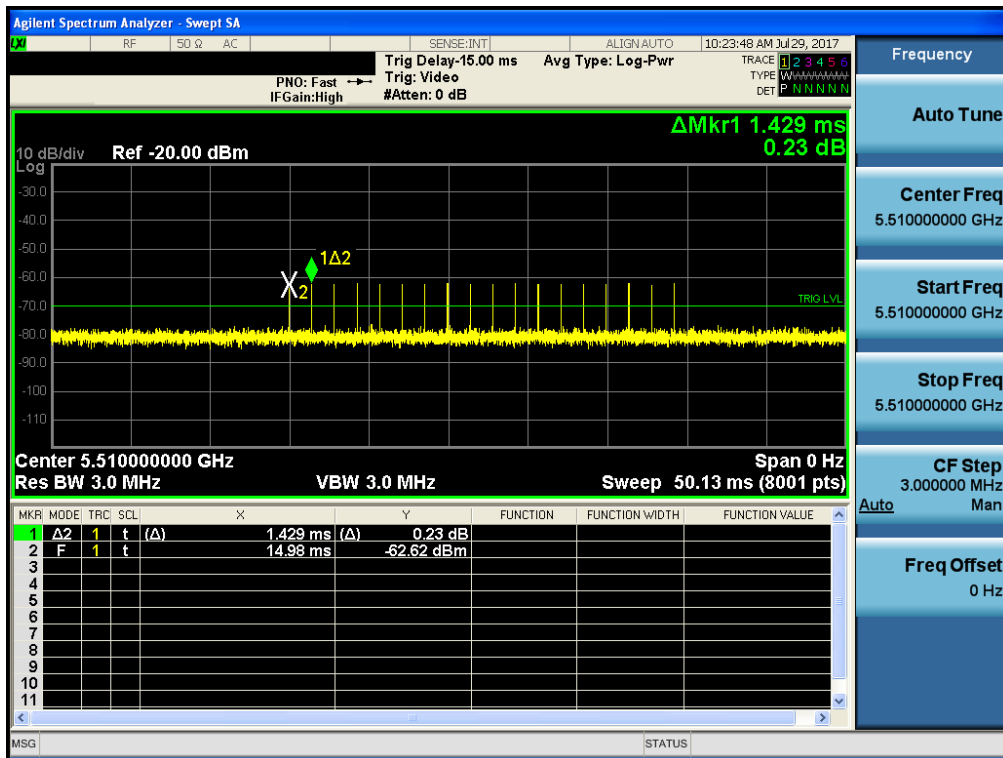 Agilent Spectrum Analyzer - Swept SA
LXI RF 50 Ω AC SENSE:INT ALIGN AUTO 10:23:48 AM Jul 29, 2017
Trig Delay-15.00 ms Avg Type: Log-Pwr TRACE 1 2 3 4 5 6
PNO: Fast Trig: Video TYPE W
IFGain:High #Atten: 0 dB DET P N N N N N
ΔMkr1 1.429 ms
0.23 dB
10 dB/div Ref -20.00 dBm
Log
-30.0
-40.0
-50.0
1Δ2
-60.0
X2
-70.0
TRIG LVL
-80.0
-90.0
-100
-110
Center 5.510000000 GHz Span 0 Hz
Res BW 3.0 MHz VBW 3.0 MHz Sweep 50.13 ms (8001 pts)
MKR MODE TRC SCL X Y FUNCTION FUNCTION WIDTH FUNCTION VALUE
1 Δ2 1 t (Δ) 1.429 ms (Δ) 0.23 dB
2 F 1 t 14.98 ms -62.62 dBm
3
4
5
6
7
8
9
10
11
MSG STATUS
Frequency
Auto Tune
Center Freq
5.510000000 GHz
Start Freq
5.510000000 GHz
Stop Freq
5.510000000 GHz
CF Step
3.000000 MHz
Auto Man
Freq Offset
0 Hz